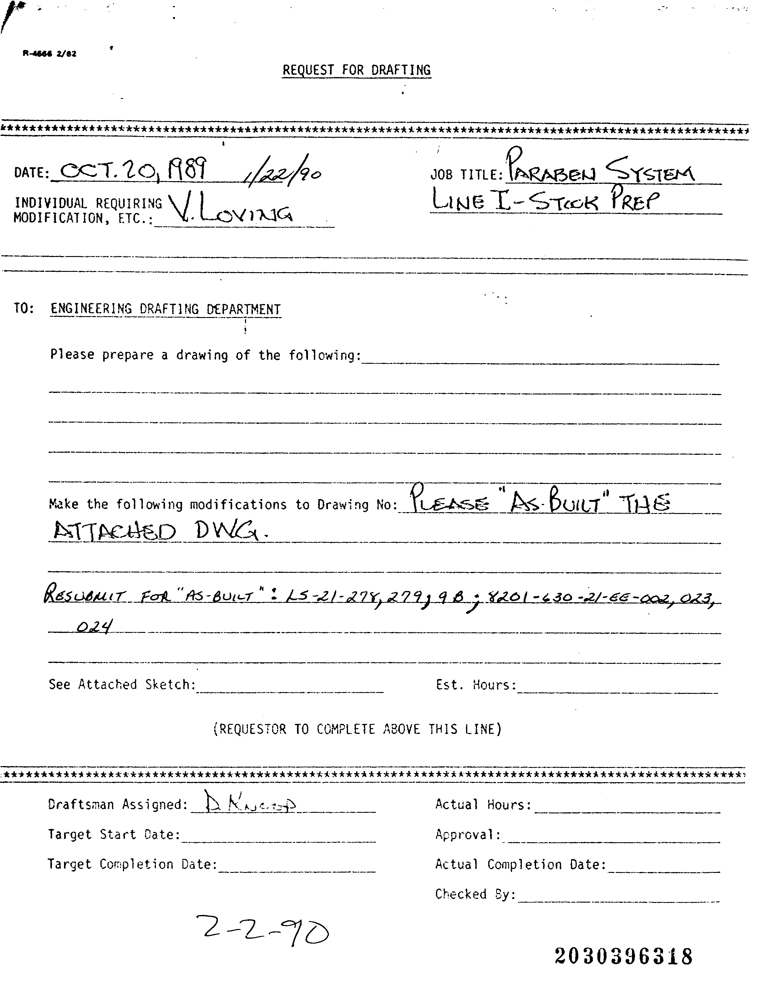 R-4666 2/82
REQUEST FOR DRAFTING
DATE: OCT. 20, 1989 1/22/90
JOB TITLE: PARABEN SYSTEM
INDIVIDUAL REQUIRING
MODIFICATION, ETC.: V. LOVING
LINE I - STOCK PREP
TO: ENGINEERING DRAFTING DEPARTMENT
Please prepare a drawing of the following:
Make the following modifications to Drawing No: PLEASE "AS-BUILT" THE
ATTACHED DWG.
RESUBMIT FOR "AS-BUILT": LS-21-278, 279, 9B; 8201-630-21-EE-002, 023,
024
See Attached Sketch:
Est. Hours:
(REQUESTOR TO COMPLETE ABOVE THIS LINE)
Draftsman Assigned: D
Actual Hours:
Target Start Date:
Approval:
Target Completion Date:
Actual Completion Date:
Checked By:
2-2-90
2030396318